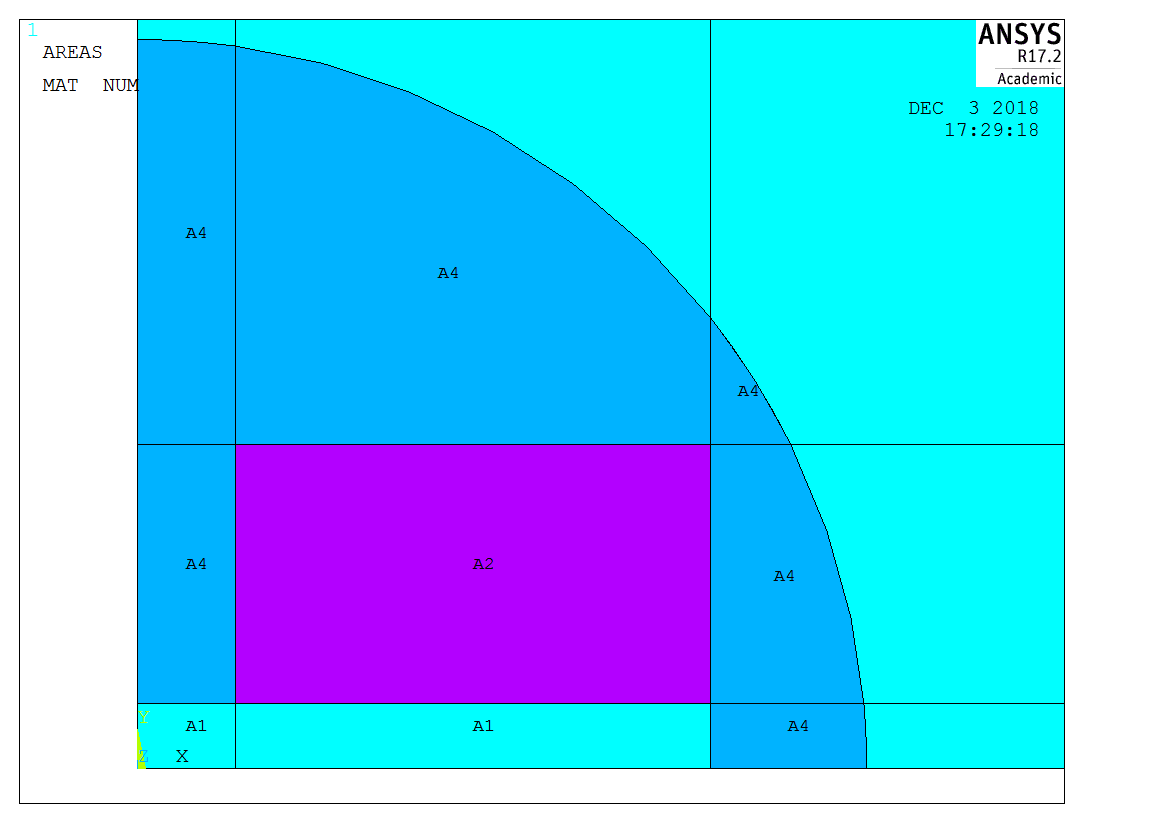 1
AREAS
MAT NUM
ANSYS
R17.2
Academic
DEC 3 2018
17:29:18
A4
A4
A4
A4
A2
A4
A1
A1
A4
Y
Z X